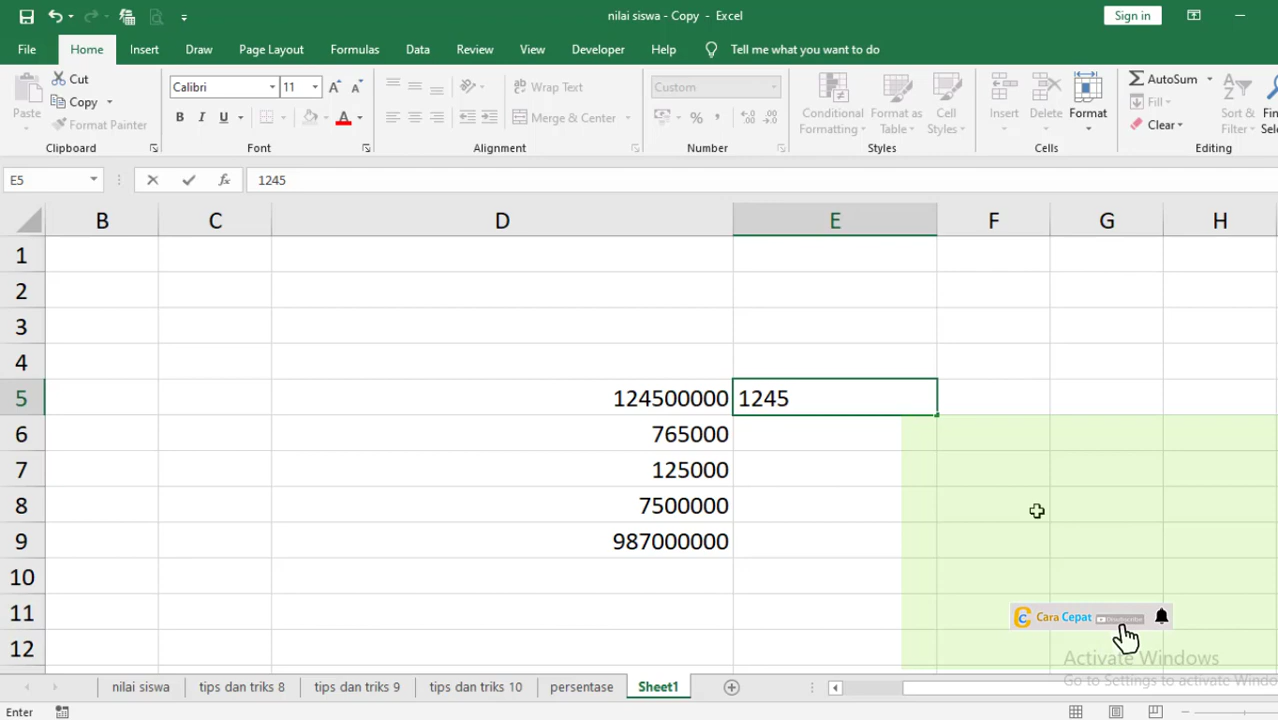 nilai siswa - Copy - Excel
Sign in
File Home Insert Draw Page Layout Formulas Data Review View Developer Help Tell me what you want to do
Paste
Cut
Copy
Format Painter
Clipboard
Calibri 11
B I U
Font
Wrap Text
Merge & Center
Alignment
Custom
Number
Conditional Formatting
Format as Table
Cell Styles
Styles
Insert
Delete
Format
Cells
AutoSum
Fill
Clear
Sort &
Filter
Editing
E5 fx 1245
B C D E F G H
1
2
3
4
5 124500000 1245
6 765000
7 125000
8 7500000
9 987000000
10
11
12
Cara Cepat
Activate Windows
Go to Settings to activate Win
nilai siswa tips dan triks 8 tips dan triks 9 tips dan triks 10 persentase Sheet1
Enter